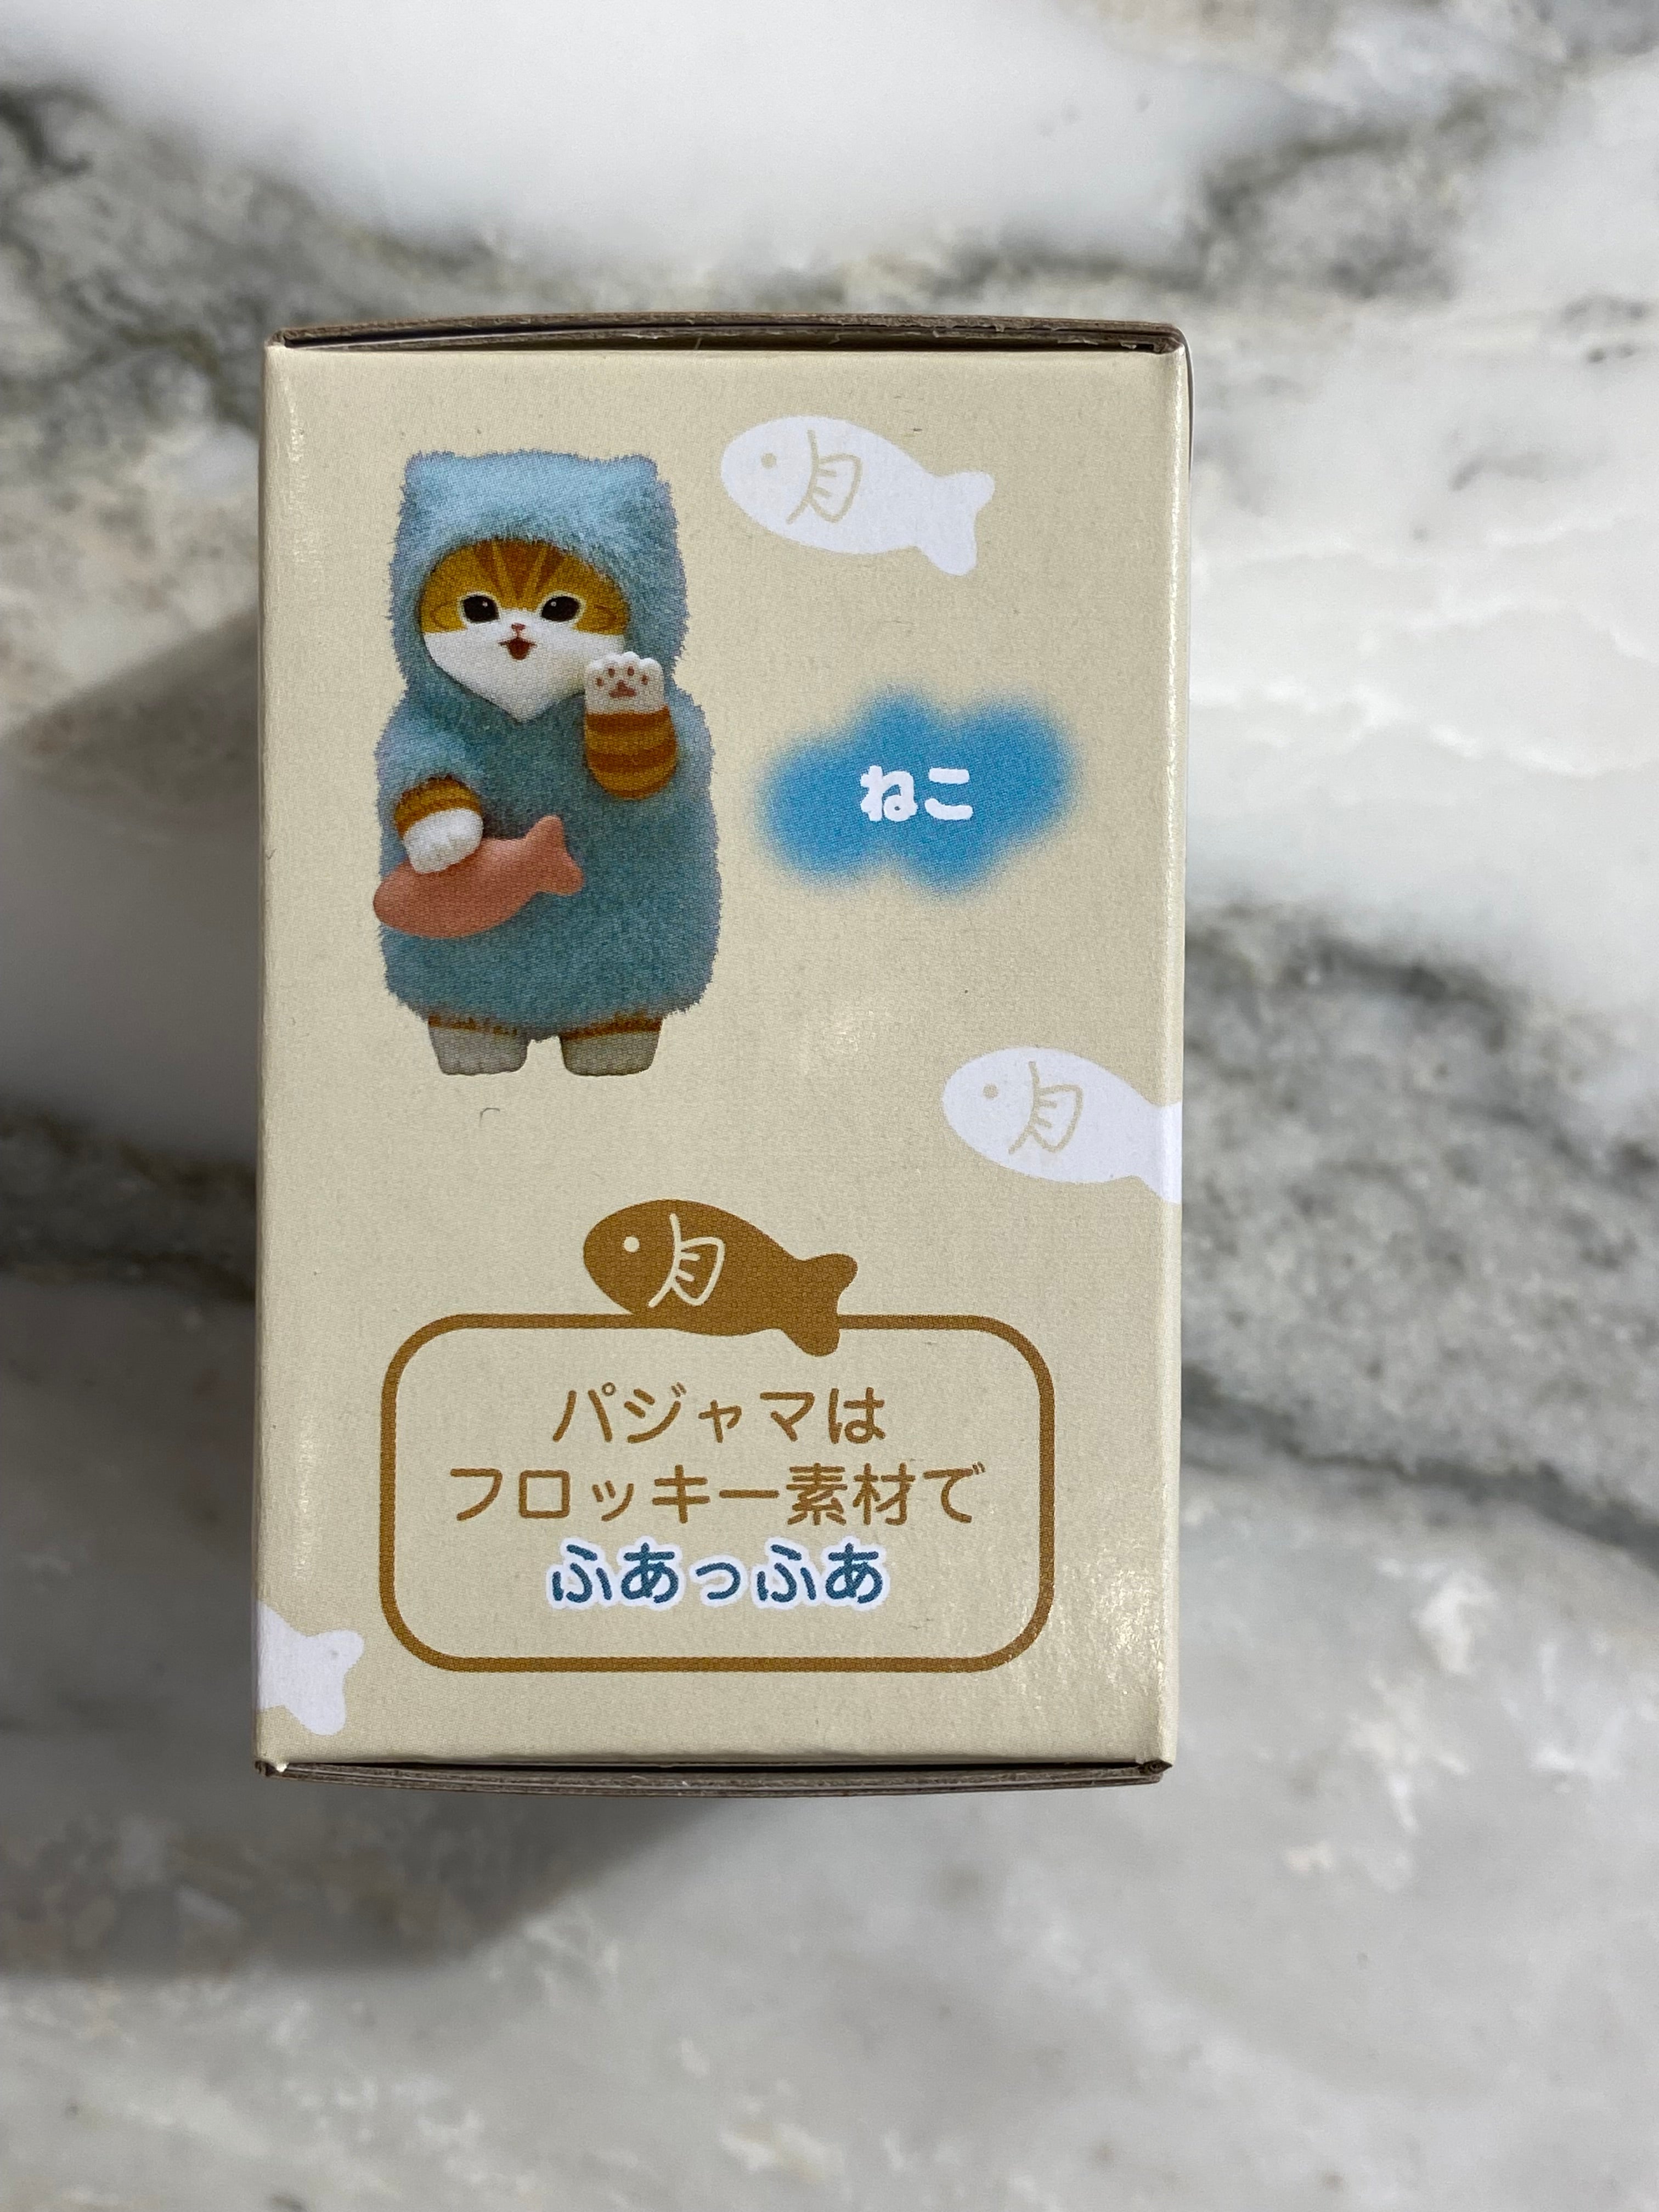 ねこ
パジャマは
フロッキー素材で
ふあっふあ